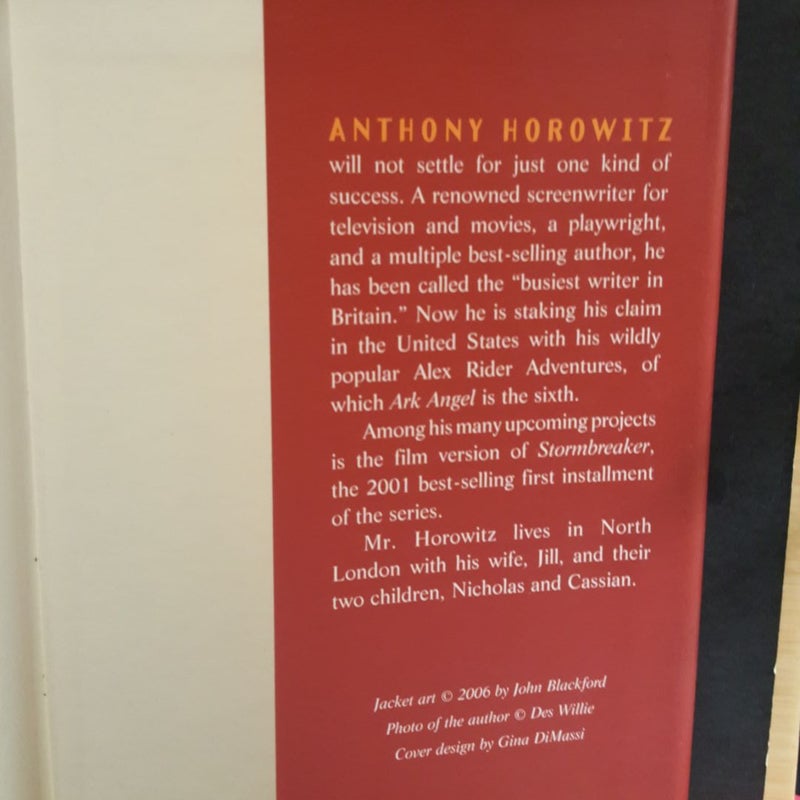 ANTHONY HOROWITZ
will not settle for just one kind of
success. A renowned screenwriter for
television and movies, a playwright,
and a multiple best-selling author, he
has been called the “busiest writer in
Britain.” Now he is staking his claim
in the United States with his wildly
popular Alex Rider Adventures, of
which Ark Angel is the sixth.
Among his many upcoming projects
is the film version of Stormbreaker,
the 2001 best-selling first installment
of the series.
Mr. Horowitz lives in North
London with his wife, Jill, and their
two children, Nicholas and Cassian.
Jacket art © 2006 by John Blackford
Photo of the author © Des Willie
Cover design by Gina DiMassi